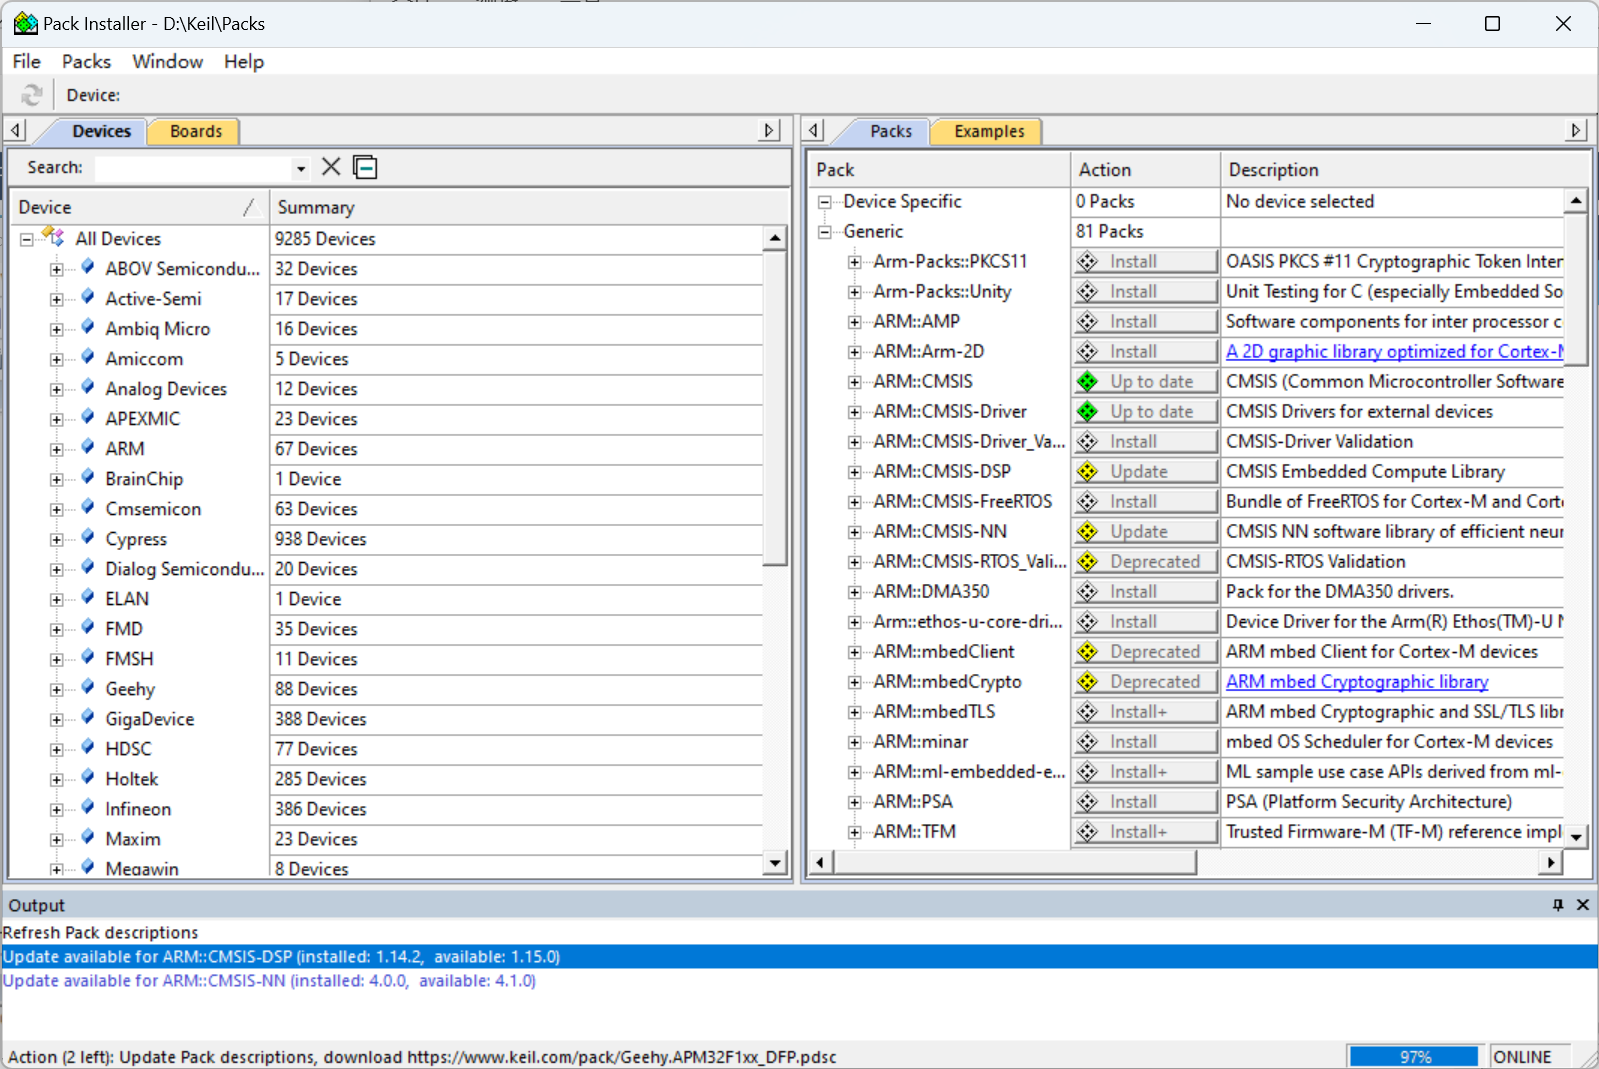 Pack Installer - D:\Keil\Packs
File Packs Window Help
Device:
Devices Boards
Search:
Device Summary
All Devices 9285 Devices
ABOV Semicondu... 32 Devices
Active-Semi 17 Devices
Ambiq Micro 16 Devices
Amiccom 5 Devices
Analog Devices 12 Devices
APEXMIC 23 Devices
ARM 67 Devices
BrainChip 1 Device
Cmsemicon 63 Devices
Cypress 938 Devices
Dialog Semicondu... 20 Devices
ELAN 1 Device
FMD 35 Devices
FMSH 11 Devices
Geehy 88 Devices
GigaDevice 388 Devices
HDSC 77 Devices
Holtek 285 Devices
Infineon 386 Devices
Maxim 23 Devices
Megawin 8 Devices
Packs Examples
Pack Action Description
Device Specific 0 Packs No device selected
Generic 81 Packs
Arm-Packs::PKCS11 Install OASIS PKCS #11 Cryptographic Token Inter
Arm-Packs::Unity Install Unit Testing for C (especially Embedded So
ARM::AMP Install Software components for inter processor c
ARM::Arm-2D Install A 2D graphic library optimized for Cortex-M
ARM::CMSIS Up to date CMSIS (Common Microcontroller Software
ARM::CMSIS-Driver Up to date CMSIS Drivers for external devices
ARM::CMSIS-Driver_Va... Install CMSIS-Driver Validation
ARM::CMSIS-DSP Update CMSIS Embedded Compute Library
ARM::CMSIS-FreeRTOS Install Bundle of FreeRTOS for Cortex-M and Corte
ARM::CMSIS-NN Update CMSIS NN software library of efficient neur
ARM::CMSIS-RTOS_Vali... Deprecated CMSIS-RTOS Validation
ARM::DMA350 Install Pack for the DMA350 drivers.
Arm::ethos-u-core-dri... Install Device Driver for the Arm(R) Ethos(TM)-U N
ARM::mbedClient Deprecated ARM mbed Client for Cortex-M devices
ARM::mbedCrypto Deprecated ARM mbed Cryptographic library
ARM::mbedTLS Install+ ARM mbed Cryptographic and SSL/TLS libr
ARM::minar Install mbed OS Scheduler for Cortex-M devices
ARM::ml-embedded-e... Install+ ML sample use case APIs derived from ml-
ARM::PSA Install PSA (Platform Security Architecture)
ARM::TFM Install+ Trusted Firmware-M (TF-M) reference impl
Output
Refresh Pack descriptions
Update available for ARM::CMSIS-DSP (installed: 1.14.2, available: 1.15.0)
Update available for ARM::CMSIS-NN (installed: 4.0.0, available: 4.1.0)
Action (2 left): Update Pack descriptions, download https://www.keil.com/pack/Geehy.APM32F1xx_DFP.pdsc
97% ONLINE